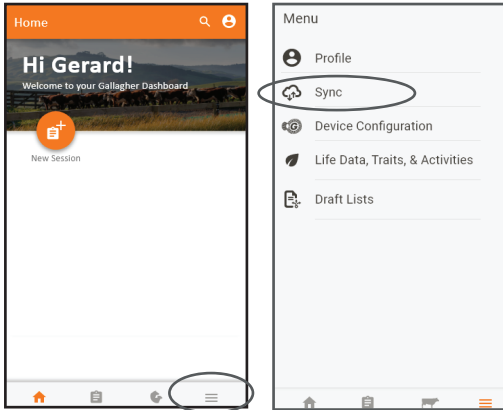 Home
Hi Gerard!
Welcome to your Gallagher Dashboard
New Session
Menu
Profile
Sync
Device Configuration
Life Data, Traits, & Activities
Draft Lists